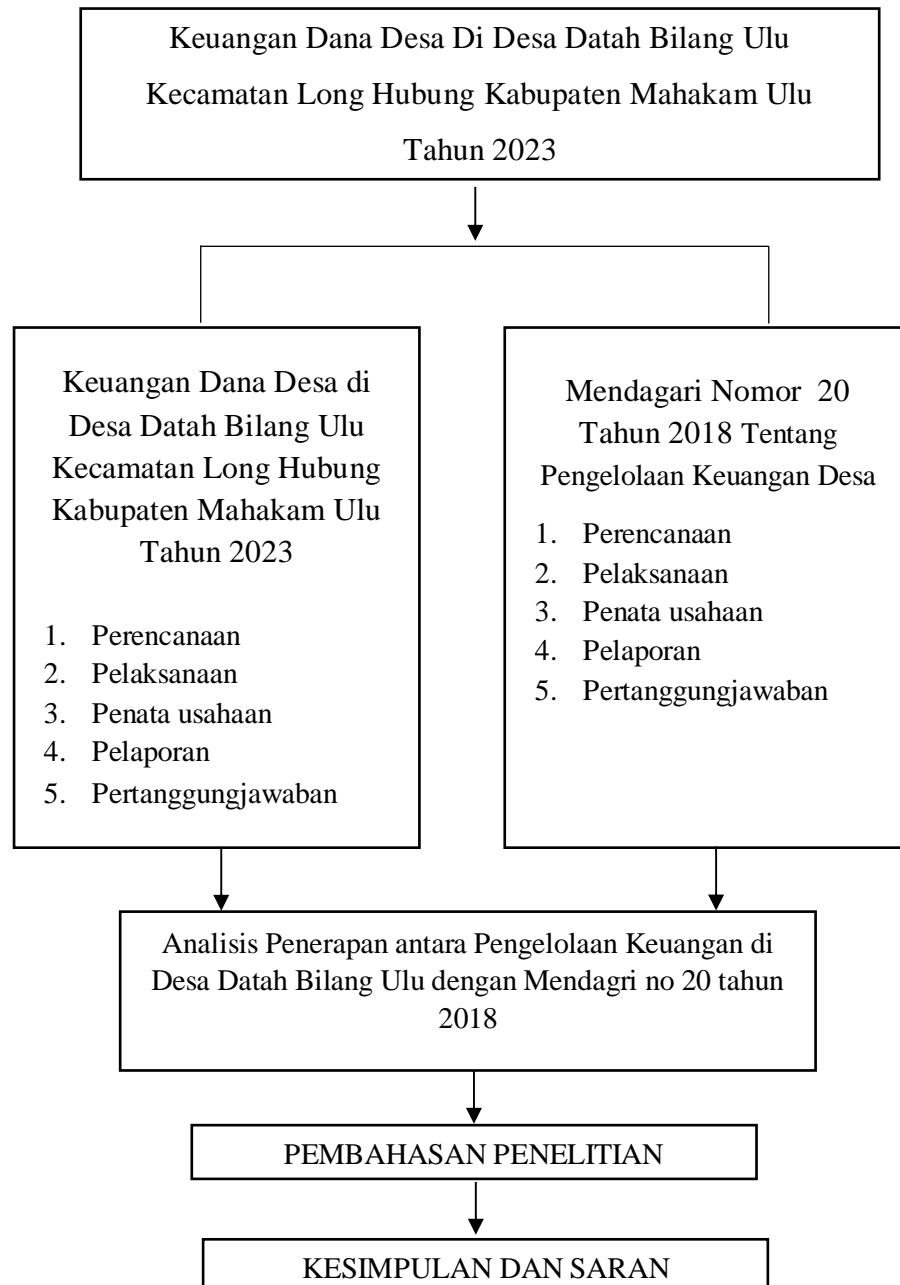 Keuangan Dana Desa Di Desa Datah Bilang Ulu
Kecamatan Long Hubung Kabupaten Mahakam Ulu
Tahun 2023
Keuangan Dana Desa di
Desa Datah Bilang Ulu
Kecamatan Long Hubung
Kabupaten Mahakam Ulu
Tahun 2023
1. Perencanaan
2. Pelaksanaan
3. Penata usahaan
4. Pelaporan
5. Pertanggungjawaban
Mendagari Nomor 20
Tahun 2018 Tentang
Pengelolaan Keuangan Desa
1. Perencanaan
2. Pelaksanaan
3. Penata usahaan
4. Pelaporan
5. Pertanggungjawaban
Analisis Penerapan antara Pengelolaan Keuangan di
Desa Datah Bilang Ulu dengan Mendagri no 20 tahun
2018
PEMBAHASAN PENELITIAN
KESIMPULAN DAN SARAN